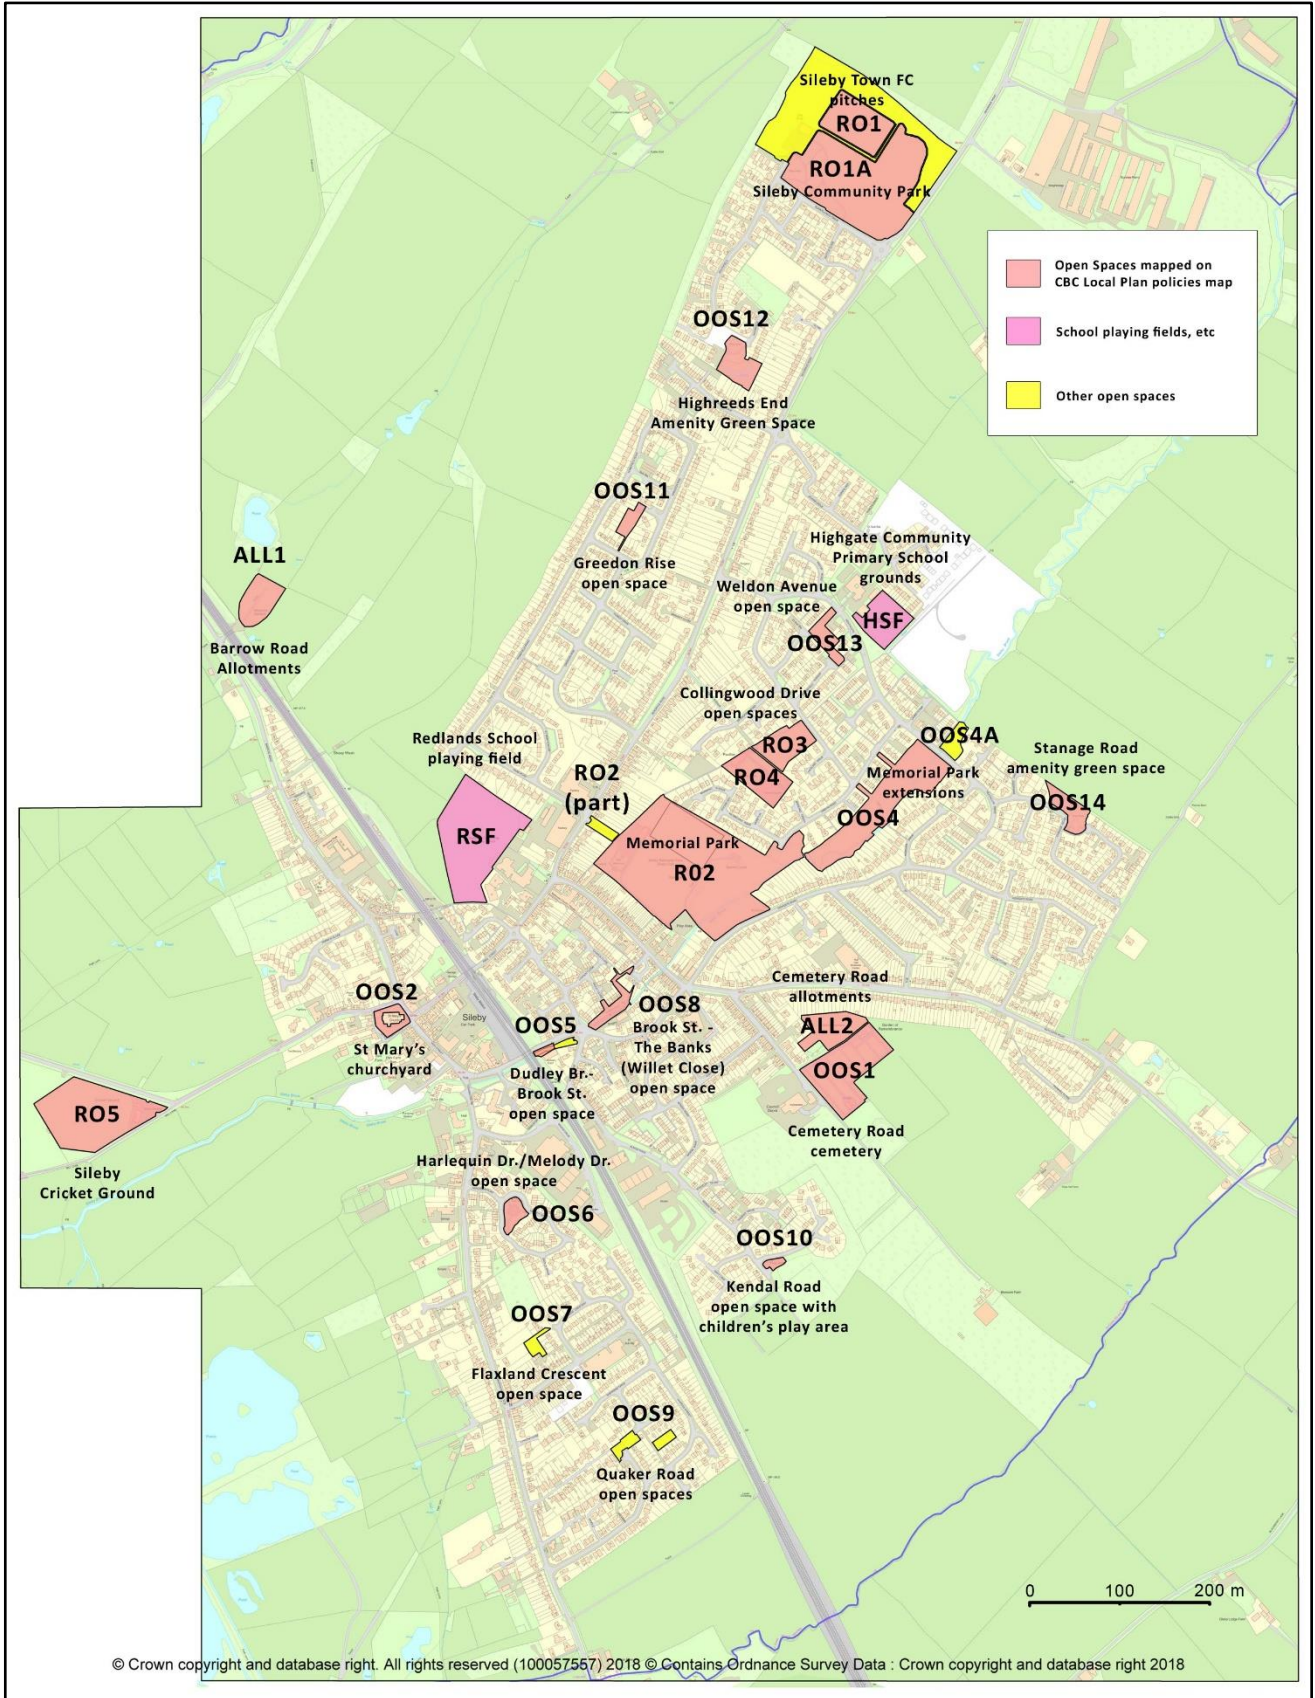 Sileby Town FC
pitches
RO1
RO1A
Sileby Community Park
Open Spaces mapped on
CBC Local Plan policies map
School playing fields, etc
Other open spaces
OOS12
Highreeds End
Amenity Green Space
OOS11
Greedon Rise
open space
Highgate Community
Primary School
grounds
HSF
Weldon Avenue
open space
OOS13
ALL1
Barrow Road
Allotments
Collingwood Drive
open spaces
RO3
RO4
OOS4A
Stanage Road
amenity green space
OOS14
Redlands School
playing field
RSF
RO2
(part)
Memorial Park
extensions
OOS4
Memorial Park
R02
OOS2
St Mary's
churchyard
Sileby
OOS5
Dudley Br.-
Brook St.
open space
OOS8
Brook St. -
The Banks
(Willet Close)
open space
Cemetery Road
allotments
ALL2
OOS1
Cemetery Road
cemetery
RO5
Sileby
Cricket Ground
Harlequin Dr./Melody Dr.
open space
OOS6
OOS10
Kendal Road
open space with
children's play area
OOS7
Flaxland Crescent
open space
OOS9
Quaker Road
open spaces
0 100 200 m
© Crown copyright and database right. All rights reserved (100057557) 2018 © Contains Ordnance Survey Data : Crown copyright and database right 2018